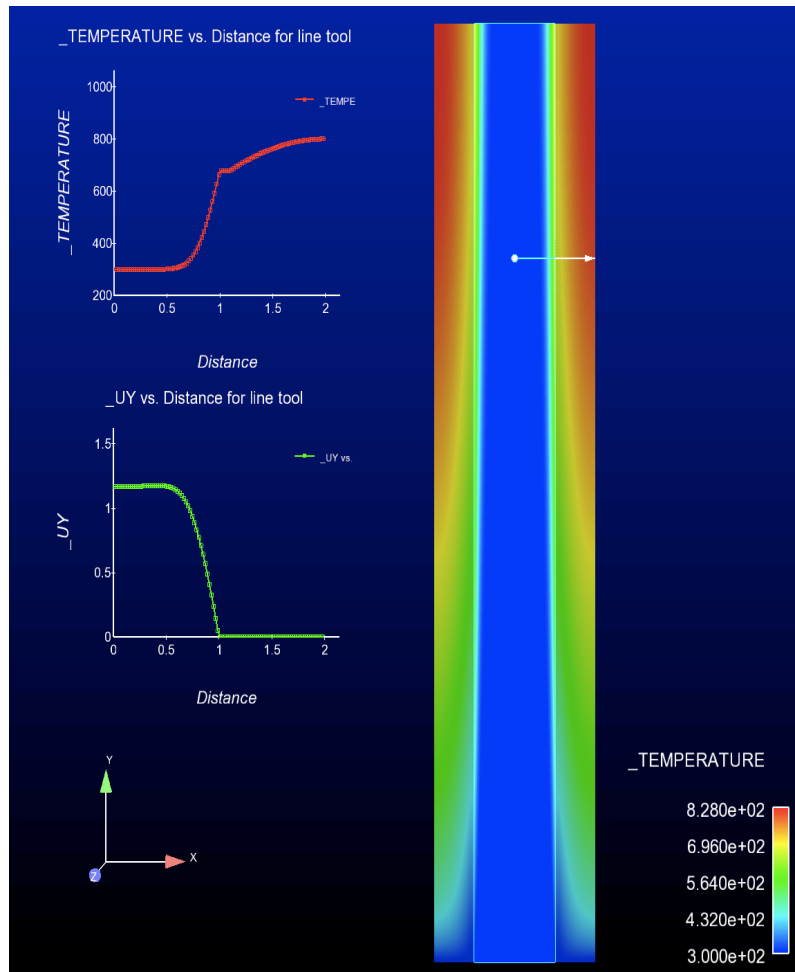 _TEMPERATURE vs. Distance for line tool
1000
800
600
400
200
_TEMPERATURE
_TEMPE
0 0.5 1 1.5 2
Distance
_UY vs. Distance for line tool
1.5
1
0.5
0
_UY
_UY vs.
0 0.5 1 1.5 2
Distance
Y
X
Z
_TEMPERATURE
8.280e+02
6.960e+02
5.640e+02
4.320e+02
3.000e+02